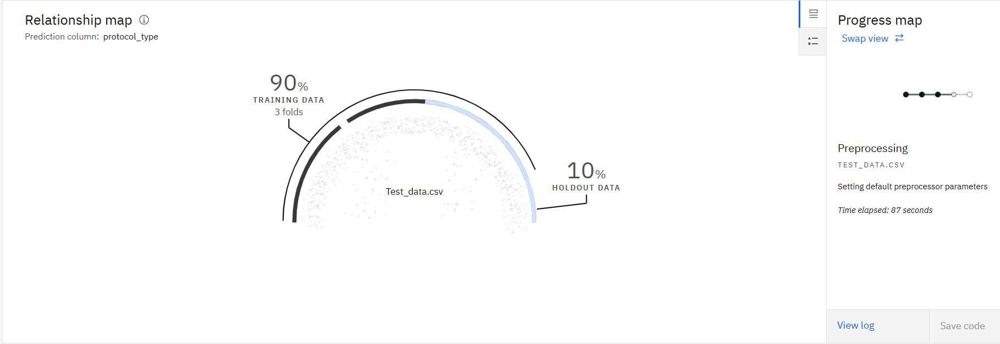 Relationship map
Prediction column: protocol_type
90%
TRAINING DATA
3 folds
10%
HOLDOUT DATA
Test_data.csv
Progress map
Swap view
Preprocessing
TEST_DATA.CSV
Setting default preprocessor parameters
Time elapsed: 87 seconds
View log
Save code